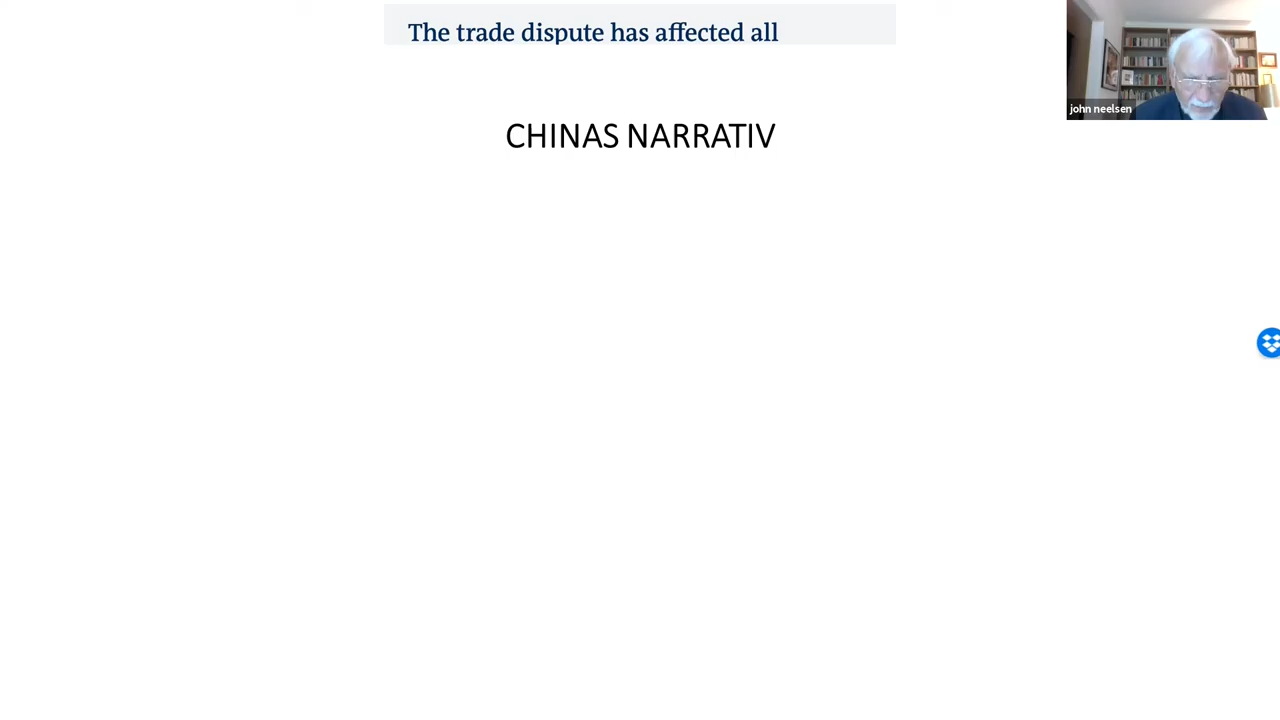 The trade dispute has affected all
john neelsen
CHINAS NARRATIV